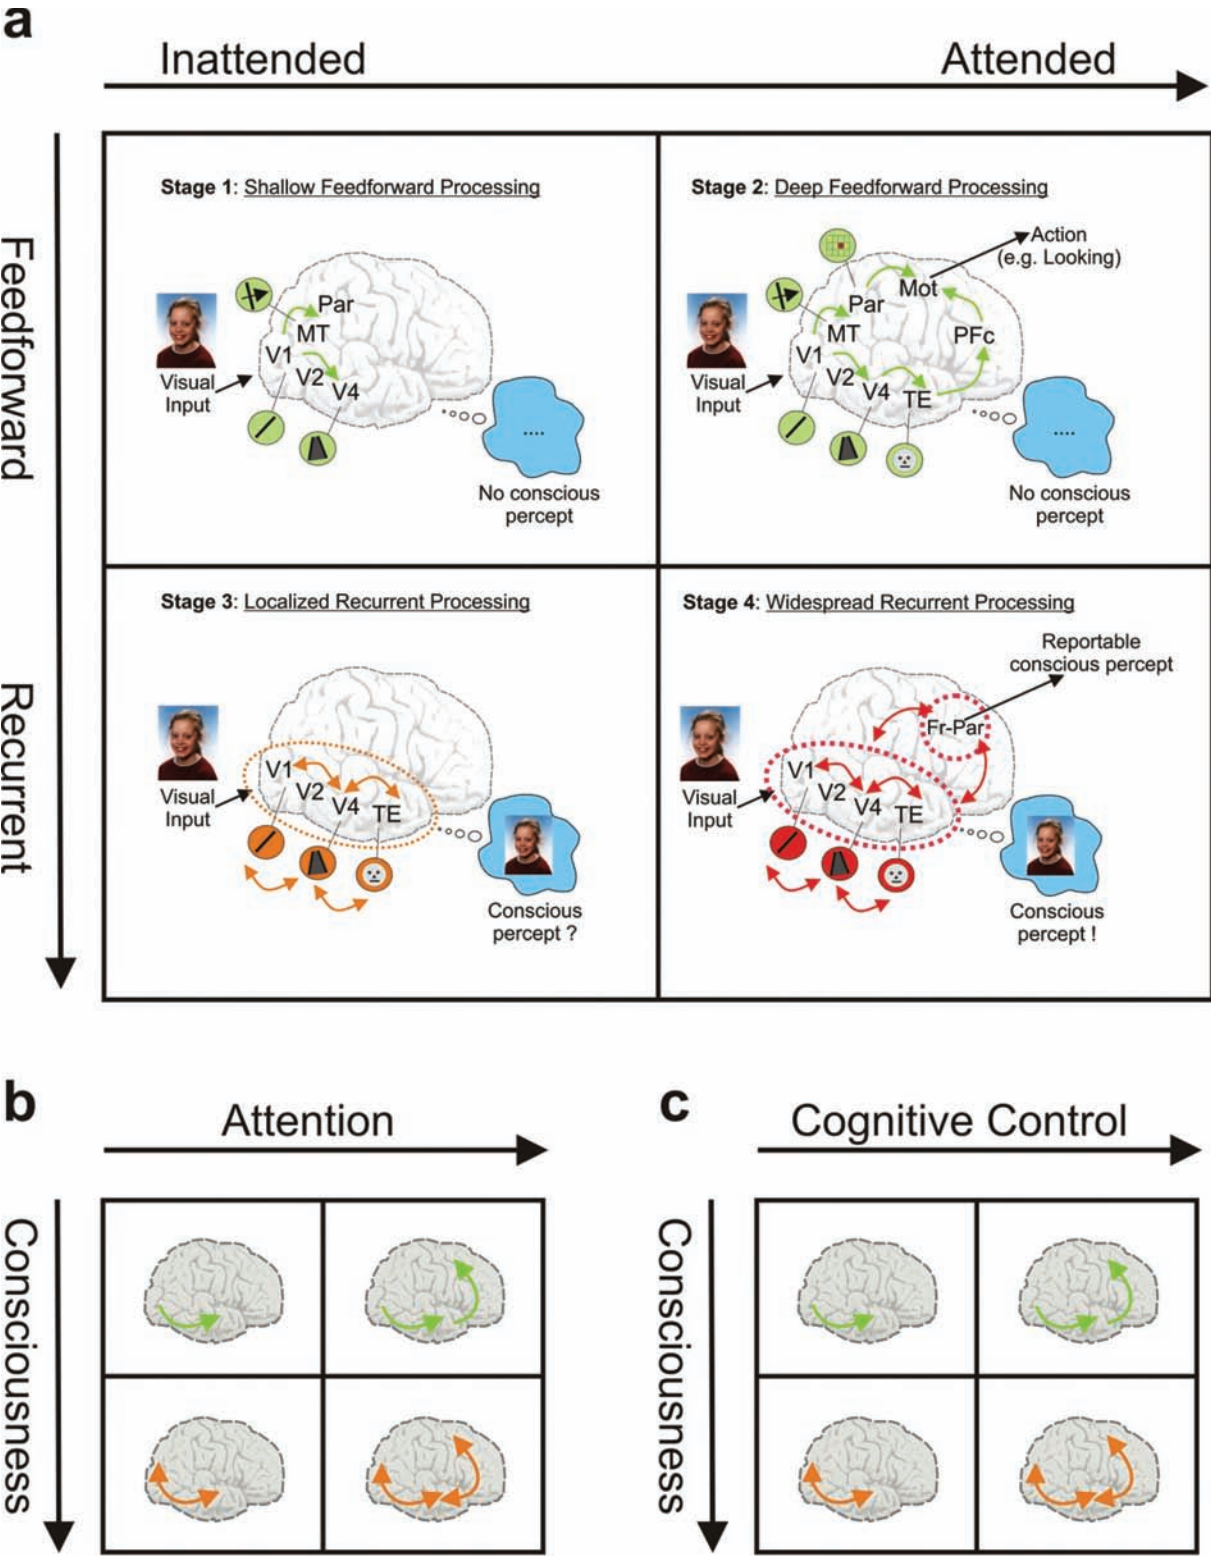 a
Inattended
Attended
Feedforward
Recurrent
Stage 1: Shallow Feedforward Processing
Par
MT
V1
V2
V4
Visual
Input
....
No conscious
percept
Stage 2: Deep Feedforward Processing
Action
(e.g. Looking)
Mot
Par
MT
PFc
V1
V2
V4
TE
Visual
Input
....
No conscious
percept
Stage 3: Localized Recurrent Processing
V1
V2
V4
TE
Visual
Input
Conscious
percept ?
Stage 4: Widespread Recurrent Processing
Reportable
conscious percept
Fr-Par
V1
V2
V4
TE
Visual
Input
Conscious
percept !
b
Attention
Consciousness
c
Cognitive Control
Consciousness